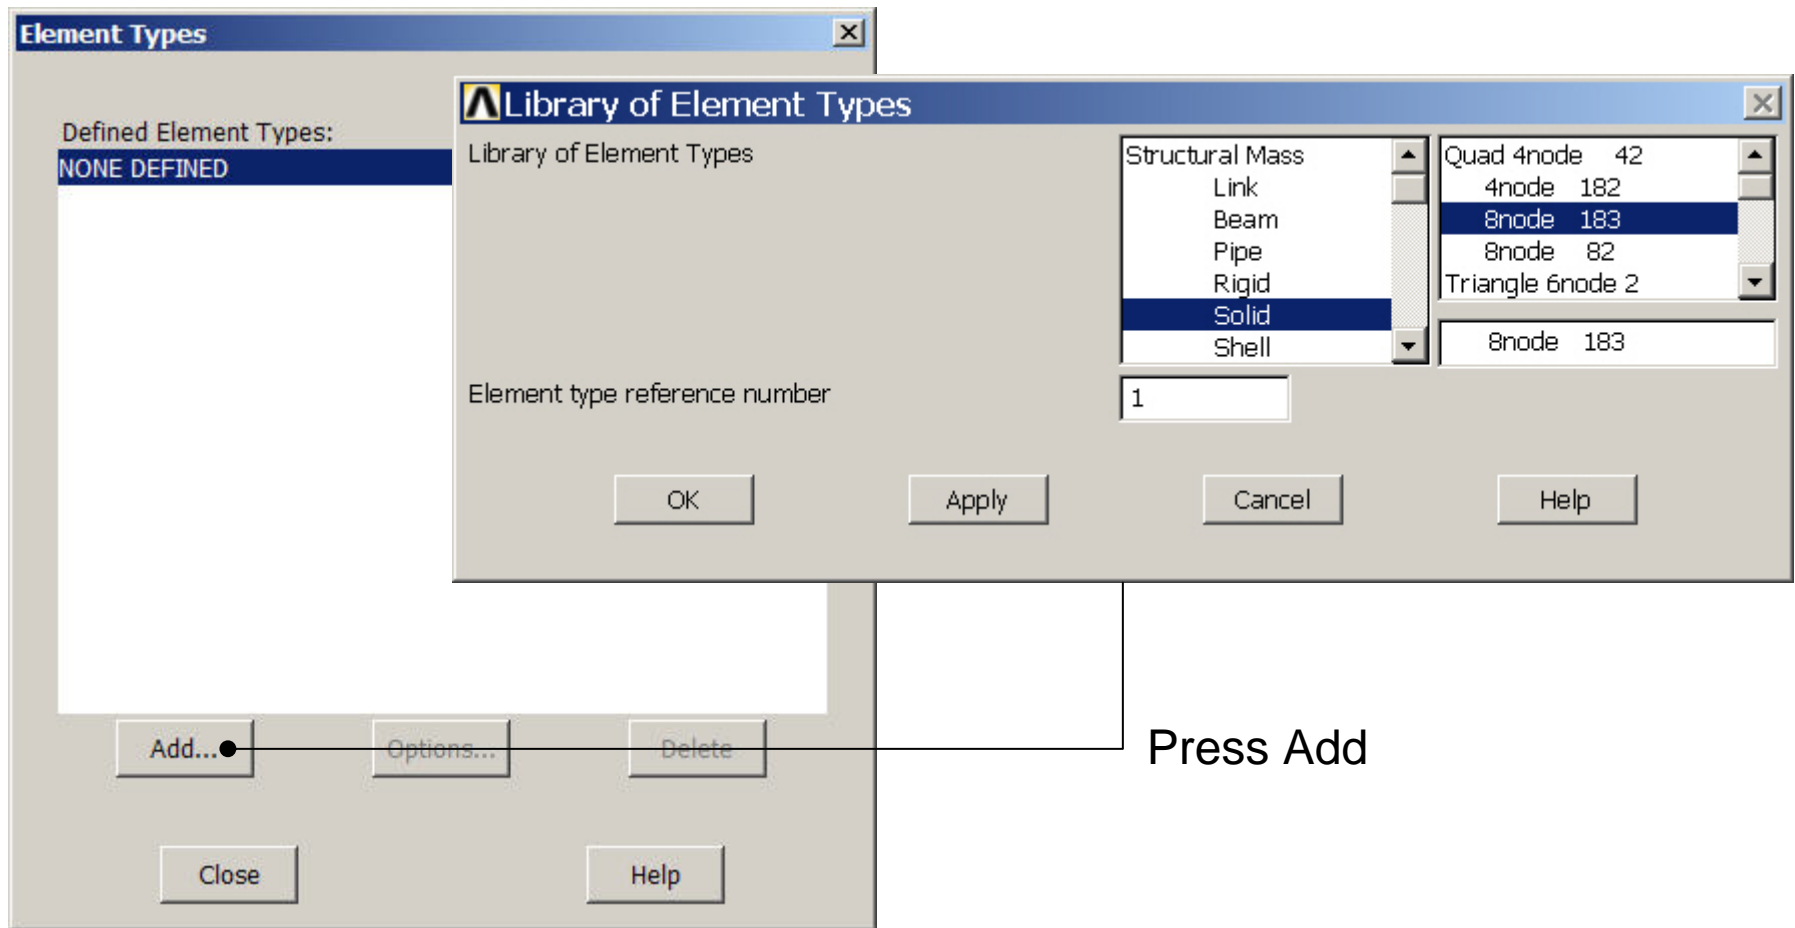 Element Types
Defined Element Types:
NONE DEFINED
Add...
Options...
Delete
Close
Help
Library of Element Types
Library of Element Types
Structural Mass
Link
Beam
Pipe
Rigid
Solid
Shell
Quad 4node 42
4node 182
8node 183
8node 82
Triangle 6node 2
8node 183
Element type reference number
1
OK
Apply
Cancel
Help
Press Add